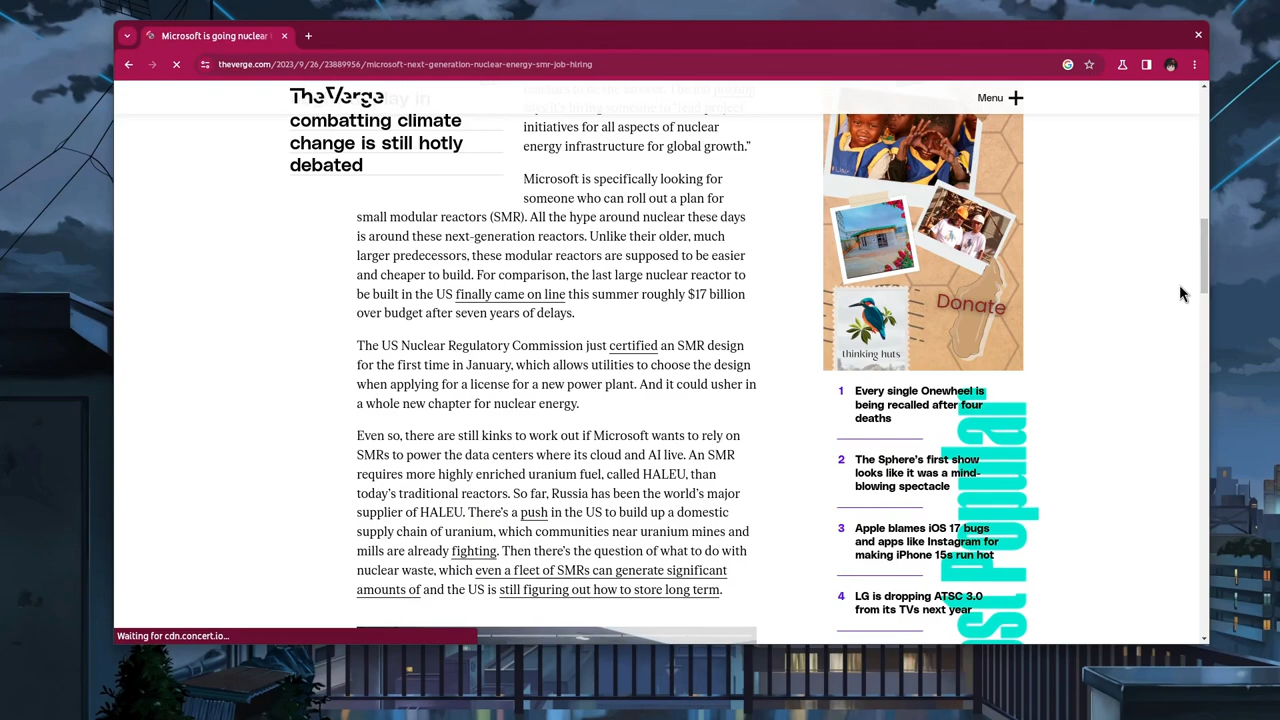 Microsoft is going nuclear
theverge.com/2023/9/26/23889956/microsoft-next-generation-nuclear-energy-smr-job-hiring
The Verge
Menu
combatting climate
change is still hotly
debated
initiatives for all aspects of nuclear
energy infrastructure for global growth.”
Microsoft is specifically looking for
someone who can roll out a plan for
small modular reactors (SMR). All the hype around nuclear these days
is around these next-generation reactors. Unlike their older, much
larger predecessors, these modular reactors are supposed to be easier
and cheaper to build. For comparison, the last large nuclear reactor to
be built in the US finally came on line this summer roughly $17 billion
over budget after seven years of delays.
The US Nuclear Regulatory Commission just certified an SMR design
for the first time in January, which allows utilities to choose the design
when applying for a license for a new power plant. And it could usher in
a whole new chapter for nuclear energy.
Even so, there are still kinks to work out if Microsoft wants to rely on
SMRs to power the data centers where its cloud and AI live. An SMR
requires more highly enriched uranium fuel, called HALEU, than
today’s traditional reactors. So far, Russia has been the world’s major
supplier of HALEU. There’s a push in the US to build up a domestic
supply chain of uranium, which communities near uranium mines and
mills are already fighting. Then there’s the question of what to do with
nuclear waste, which even a fleet of SMRs can generate significant
amounts of and the US is still figuring out how to store long term.
Donate
thinking huts
1 Every single Onewheel is
being recalled after four
deaths
2 The Sphere’s first show
looks like it was a mind-
blowing spectacle
3 Apple blames iOS 17 bugs
and apps like Instagram for
making iPhone 15s run hot
4 LG is dropping ATSC 3.0
from its TVs next year
st Popular
Waiting for cdn.concert.io...